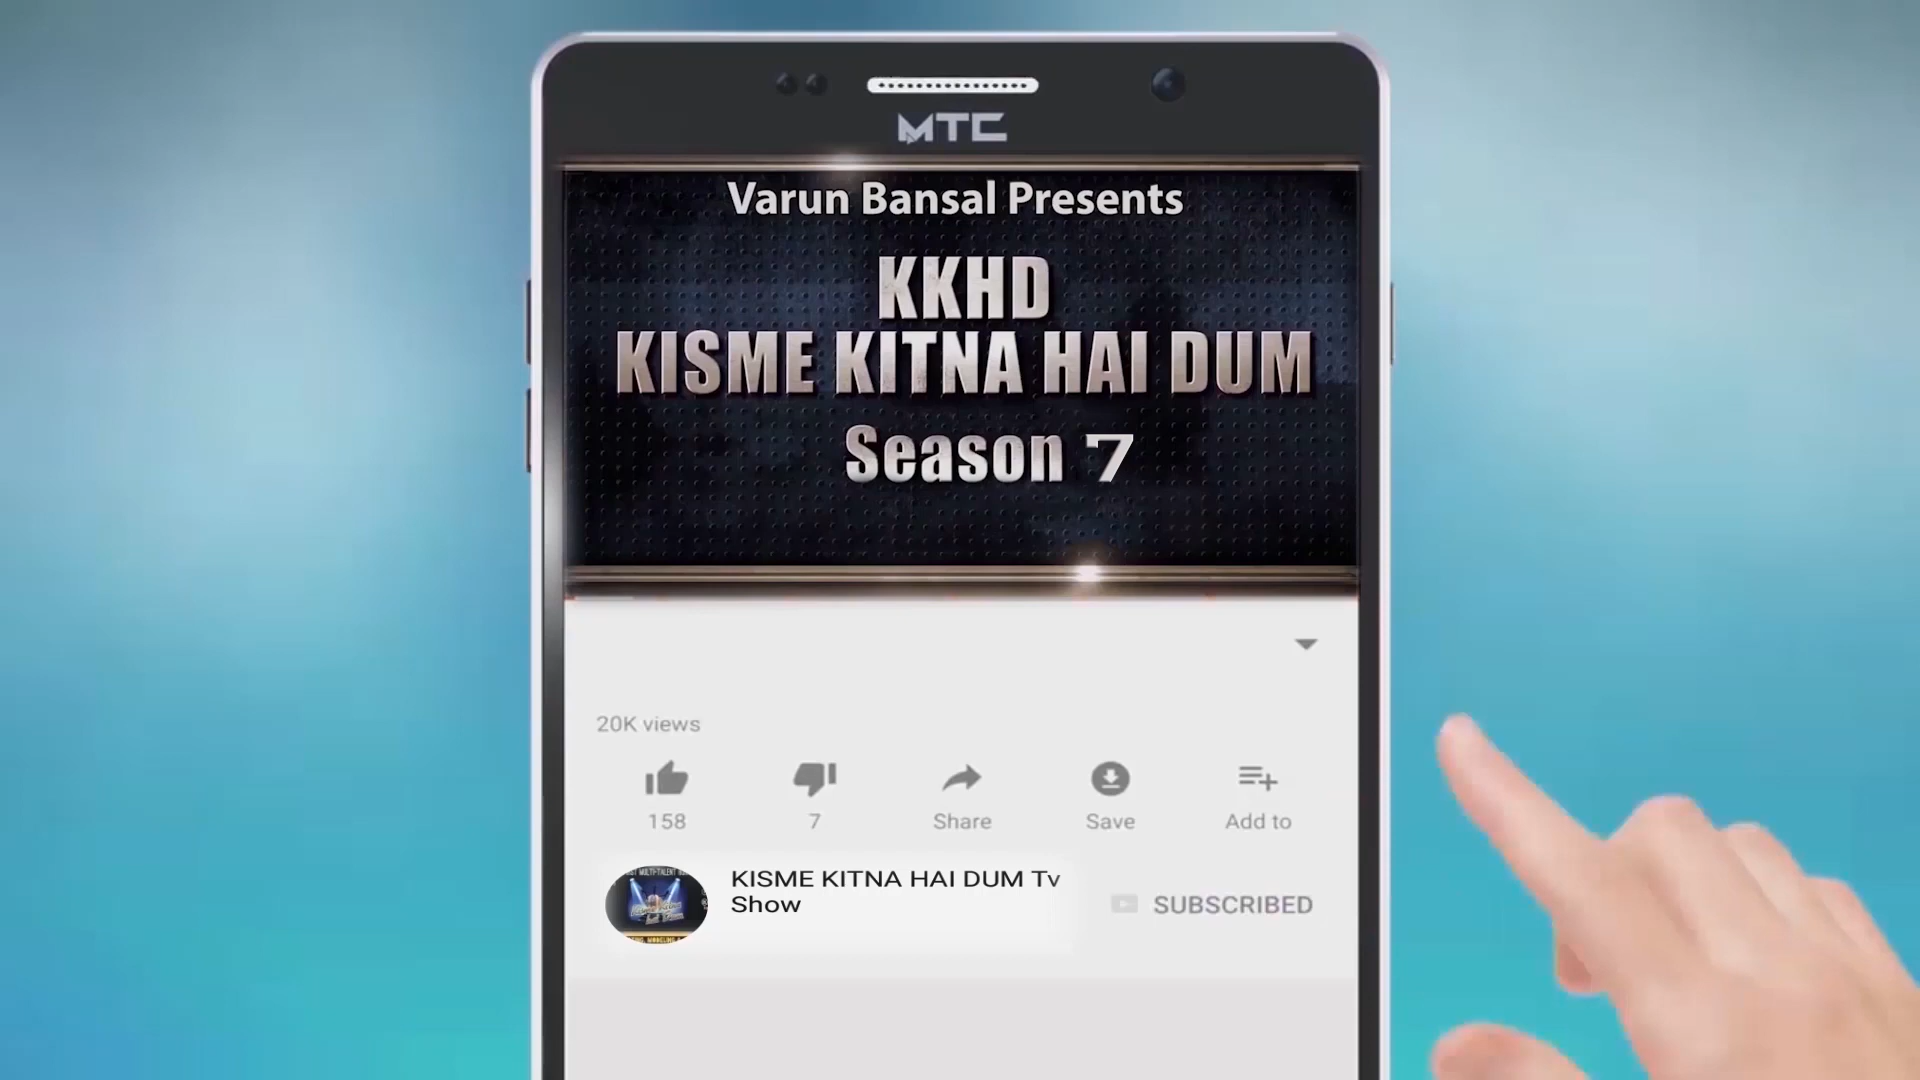 MTC
Varun Bansal Presents
KKHD
KISME KITNA HAI DUM
Season 7
20K views
158
7
Share
Save
Add to
KISME KITNA HAI DUM Tv
Show
SUBSCRIBED